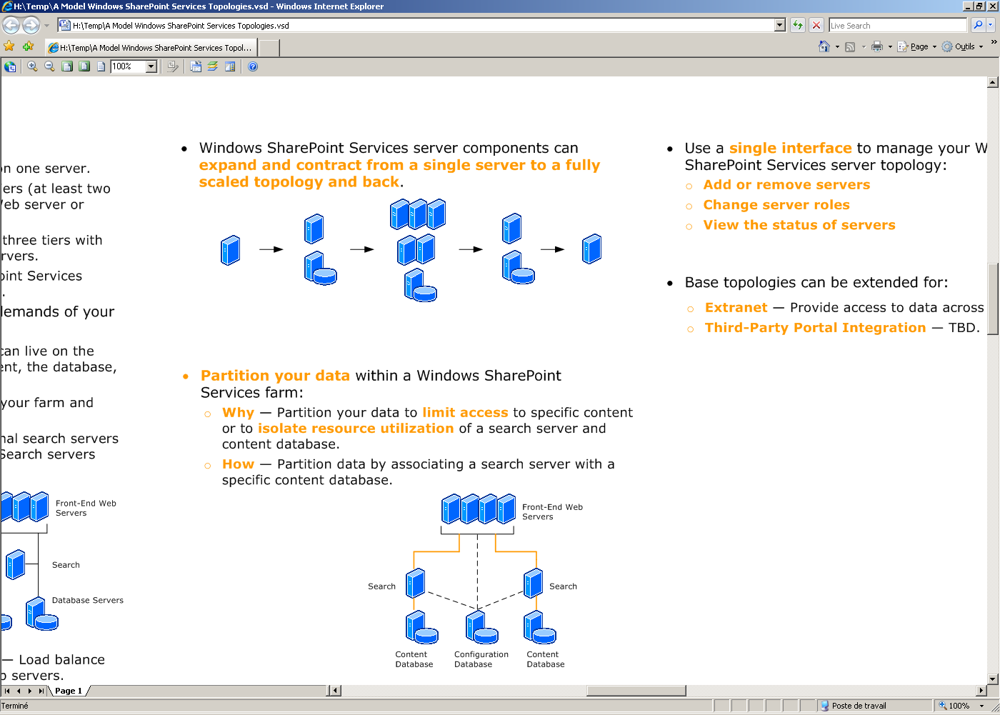 H:\Temp\A Model Windows SharePoint Services Topologies.vsd - Windows Internet Explorer
H:\Temp\A Model Windows SharePoint Services Topologies.vsd
Live Search
H:\Temp\A Model Windows SharePoint Services Topol...
Page
Outils
»
100%
on one server.
ers (at least two
Web server or
three tiers with
rvers.
oint Services
.
demands of your
can live on the
ent, the database,
your farm and
nal search servers
Search servers
Front-End Web
Servers
Search
Database Servers
— Load balance
b servers.
• Windows SharePoint Services server components can
expand and contract from a single server to a fully
scaled topology and back.
• Partition your data within a Windows SharePoint
Services farm:
○ Why — Partition your data to limit access to specific content
or to isolate resource utilization of a search server and
content database.
○ How — Partition data by associating a search server with a
specific content database.
Front-End Web
Servers
Search
Search
Content
Database
Configuration
Database
Content
Database
• Use a single interface to manage your W
SharePoint Services server topology:
○ Add or remove servers
○ Change server roles
○ View the status of servers
• Base topologies can be extended for:
○ Extranet — Provide access to data across
○ Third-Party Portal Integration — TBD.
Page 1
Terminé
Poste de travail
100%